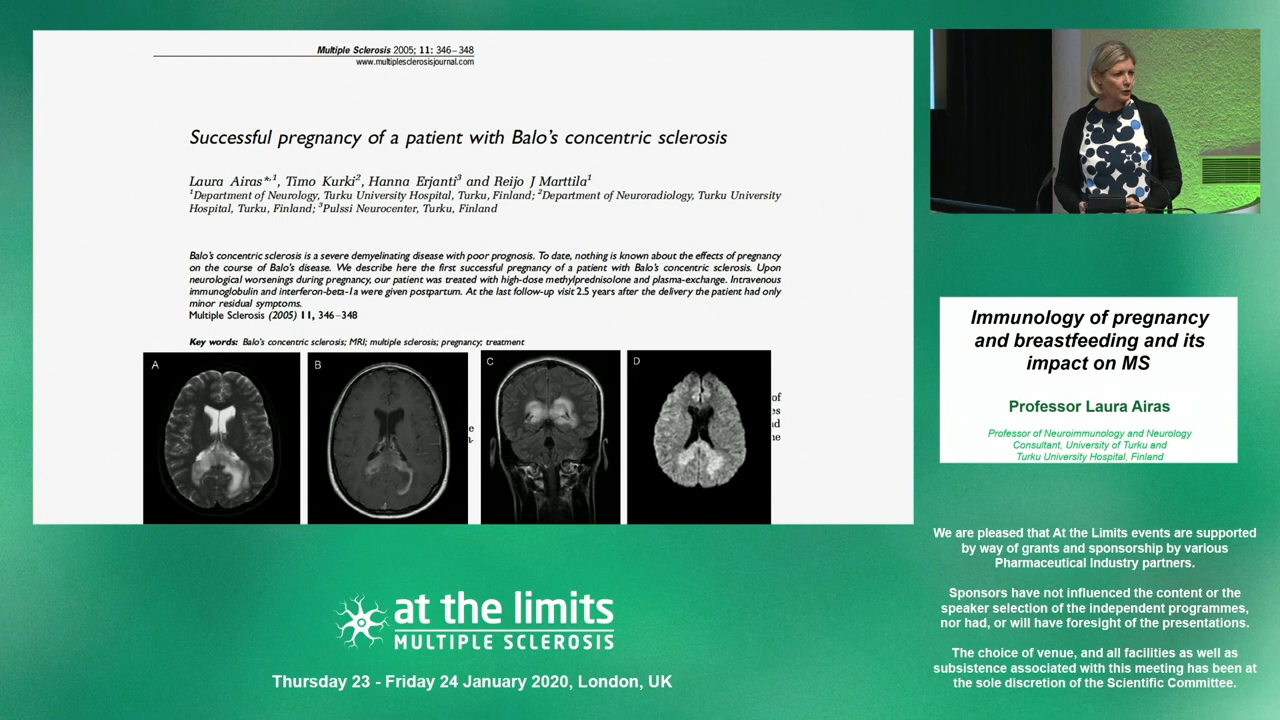 Multiple Sclerosis 2005; 11: 346–348
www.multiplesclerosisjournal.com
Successful pregnancy of a patient with Balo's concentric sclerosis
Laura Airas*,1, Timo Kurki2, Hanna Erjanti3 and Reijo J Marttila1
1Department of Neurology, Turku University Hospital, Turku, Finland; 2Department of Neuroradiology, Turku University
Hospital, Turku, Finland; 3Pulssi Neurocenter, Turku, Finland
Balo's concentric sclerosis is a severe demyelinating disease with poor prognosis. To date, nothing is known about the effects of pregnancy
on the course of Balo's disease. We describe here the first successful pregnancy of a patient with Balo's concentric sclerosis. Upon
neurological worsenings during pregnancy, our patient was treated with high-dose methylprednisolone and plasma-exchange. Intravenous
immunoglobulin and interferon-beta-1a were given postpartum. At the last follow-up visit 2.5 years after the delivery the patient had only
minor residual symptoms.
Multiple Sclerosis (2005) 11, 346–348
Key words: Balo's concentric sclerosis; MRI; multiple sclerosis; pregnancy; treatment
A B C D
of
Immunology of pregnancy
and breastfeeding and its
impact on MS
Professor Laura Airas
Professor of Neuroimmunology and Neurology
Consultant, University of Turku and
Turku University Hospital, Finland
We are pleased that At the Limits events are supported
by way of grants and sponsorship by various
Pharmaceutical Industry partners.
Sponsors have not influenced the content or the
speaker selection of the independent programmes,
nor had, or will have foresight of the presentations.
The choice of venue, and all facilities as well as
subsistence associated with this meeting has been at
the sole discretion of the Scientific Committee.
at the limits
MULTIPLE SCLEROSIS
Thursday 23 - Friday 24 January 2020, London, UK